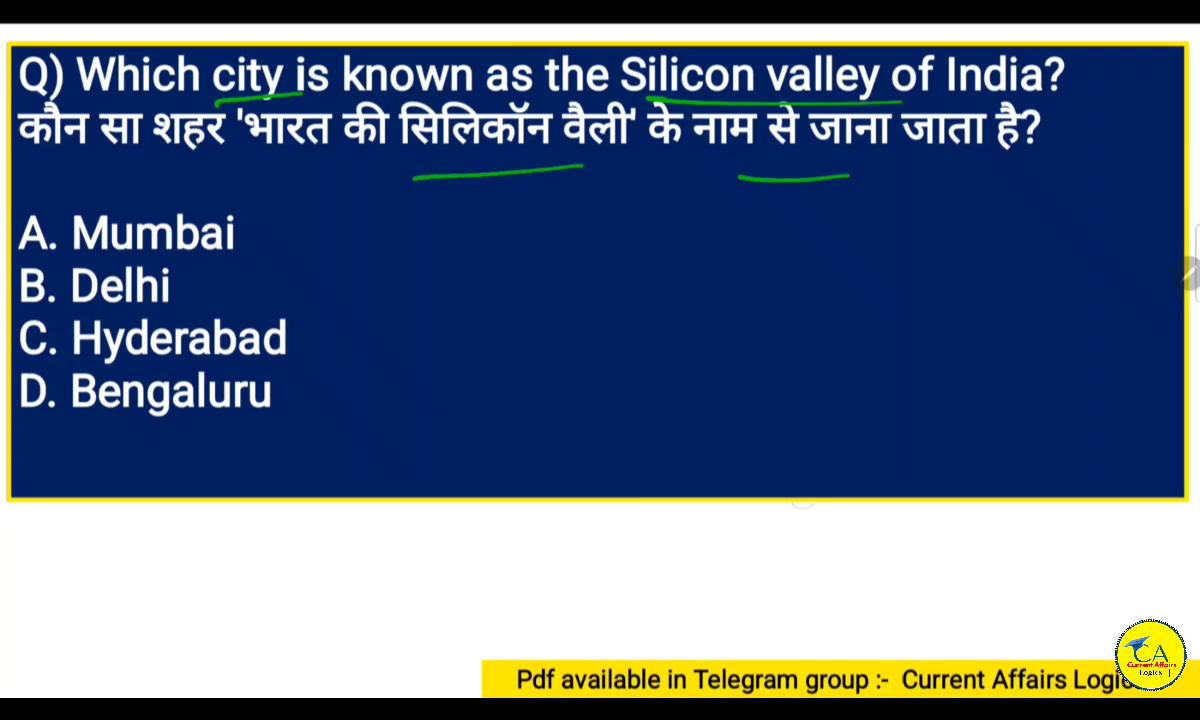 Q) Which city is known as the Silicon valley of India?
कौन सा शहर 'भारत की सिलिकॉन वैली' के नाम से जाना जाता है?
A. Mumbai
B. Delhi
C. Hyderabad
D. Bengaluru
CA
Current Affairs
Logics
Pdf available in Telegram group :- Current Affairs